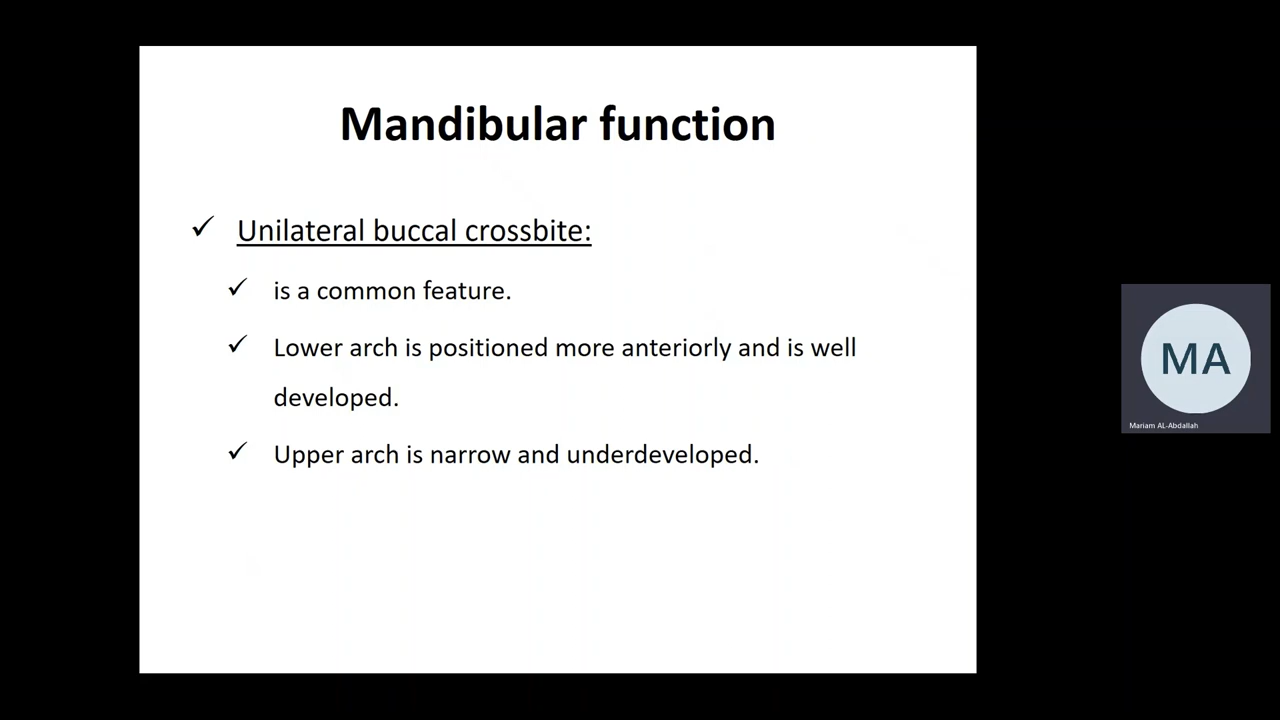 Mandibular function
✓ Unilateral buccal crossbite:
✓ is a common feature.
✓ Lower arch is positioned more anteriorly and is well
developed.
✓ Upper arch is narrow and underdeveloped.
MA
Mariam AL-Abdallah